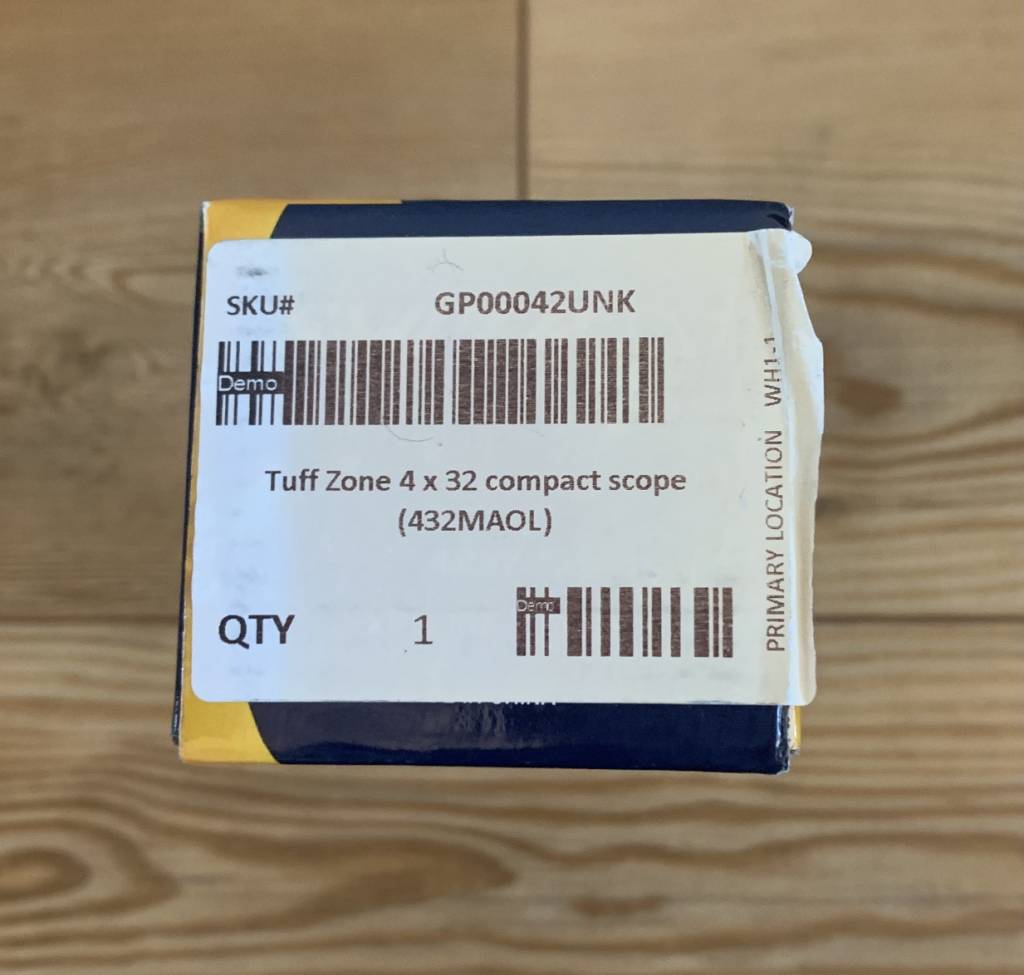 SKU# GP00042UNK
Demo
Tuff Zone 4 x 32 compact scope
(432MAOL)
QTY 1
Demo
PRIMARY LOCATION WH1-1